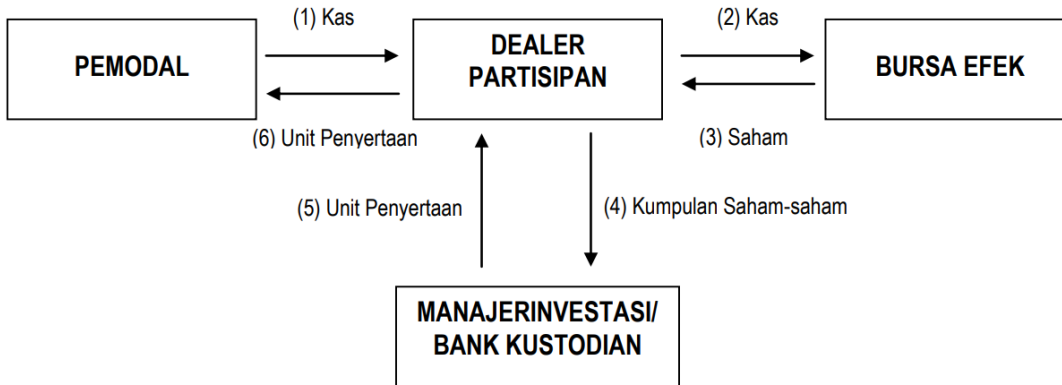 (1) Kas
(2) Kas
PEMODAL
DEALER
PARTISIPAN
BURSA EFEK
(6) Unit Penyertaan
(3) Saham
(5) Unit Penyertaan
(4) Kumpulan Saham-saham
MANAJERINVESTASI/
BANK KUSTODIAN